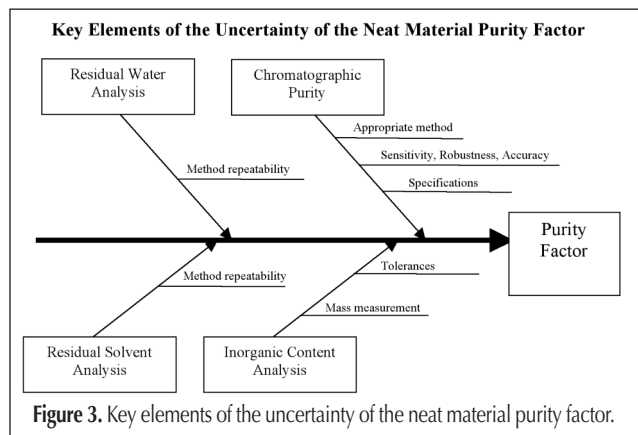 Key Elements of the Uncertainty of the Neat Material Purity Factor
Residual Water
Analysis
Chromatographic
Purity
Appropriate method
Sensitivity, Robustness, Accuracy
Method repeatability
Specifications
Purity
Factor
Tolerances
Method repeatability
Mass measurement
Residual Solvent
Analysis
Inorganic Content
Analysis
Figure 3. Key elements of the uncertainty of the neat material purity factor.